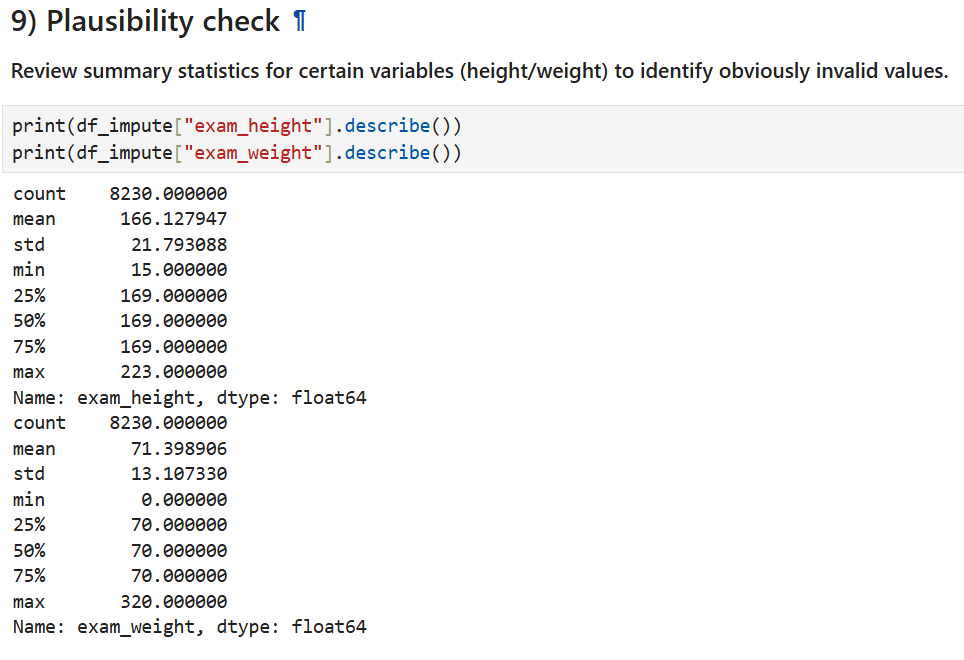 9) Plausibility check ¶
Review summary statistics for certain variables (height/weight) to identify obviously invalid values.
print(df_impute["exam_height"].describe())
print(df_impute["exam_weight"].describe())
count    8230.000000
mean      166.127947
std        21.793088
min        15.000000
25%       169.000000
50%       169.000000
75%       169.000000
max       223.000000
Name: exam_height, dtype: float64
count    8230.000000
mean       71.398906
std        13.107330
min         0.000000
25%        70.000000
50%        70.000000
75%        70.000000
max       320.000000
Name: exam_weight, dtype: float64